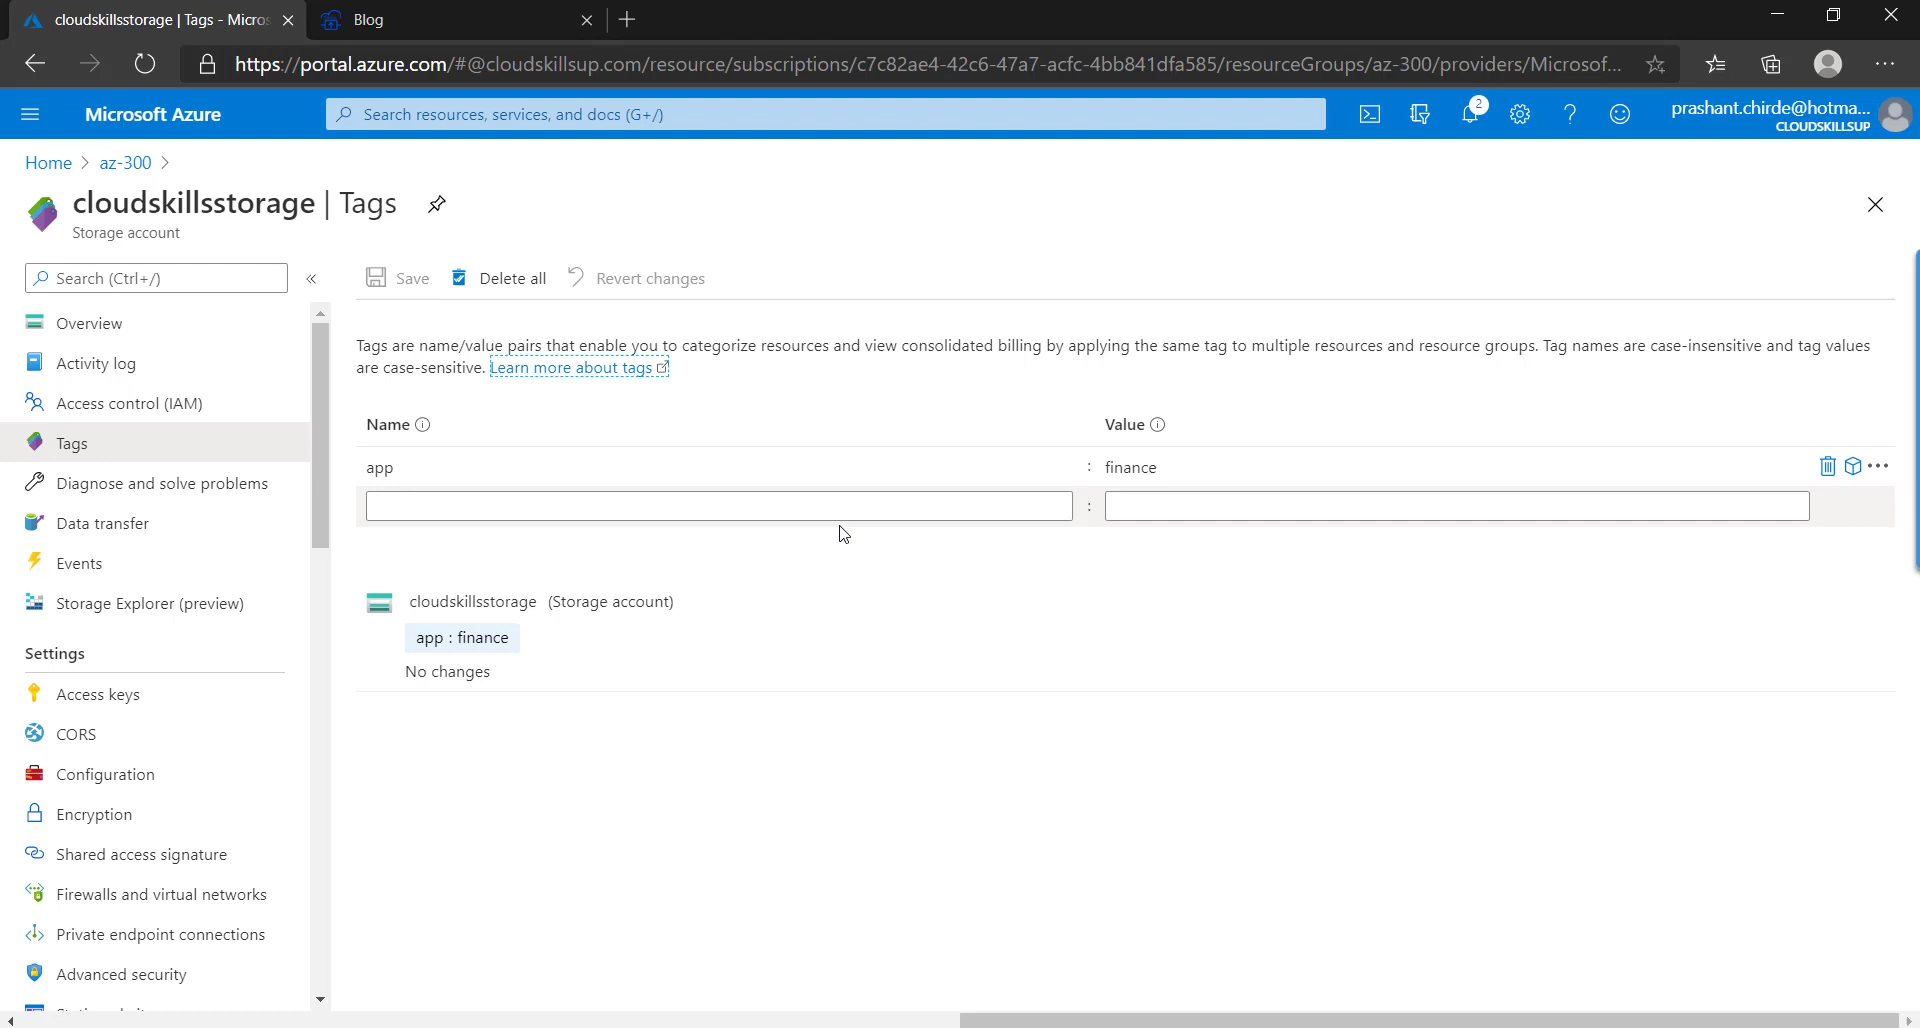 cloudskillsstorage | Tags - Micros
Blog
https://portal.azure.com/#@cloudskillsup.com/resource/subscriptions/c7c82ae4-42c6-47a7-acfc-4bb841dfa585/resourceGroups/az-300/providers/Microsof...
Microsoft Azure
Search resources, services, and docs (G+/)
2
prashant.chirde@hotma...
CLOUDSKILLSUP
Home > az-300 >
cloudskillsstorage | Tags
Storage account
Search (Ctrl+/)
«
Save
Delete all
Revert changes
Overview
Activity log
Access control (IAM)
Tags
Diagnose and solve problems
Data transfer
Events
Storage Explorer (preview)
Settings
Access keys
CORS
Configuration
Encryption
Shared access signature
Firewalls and virtual networks
Private endpoint connections
Advanced security
Tags are name/value pairs that enable you to categorize resources and view consolidated billing by applying the same tag to multiple resources and resource groups. Tag names are case-insensitive and tag values
are case-sensitive. Learn more about tags
Name
Value
app : finance
:
cloudskillsstorage (Storage account)
app : finance
No changes